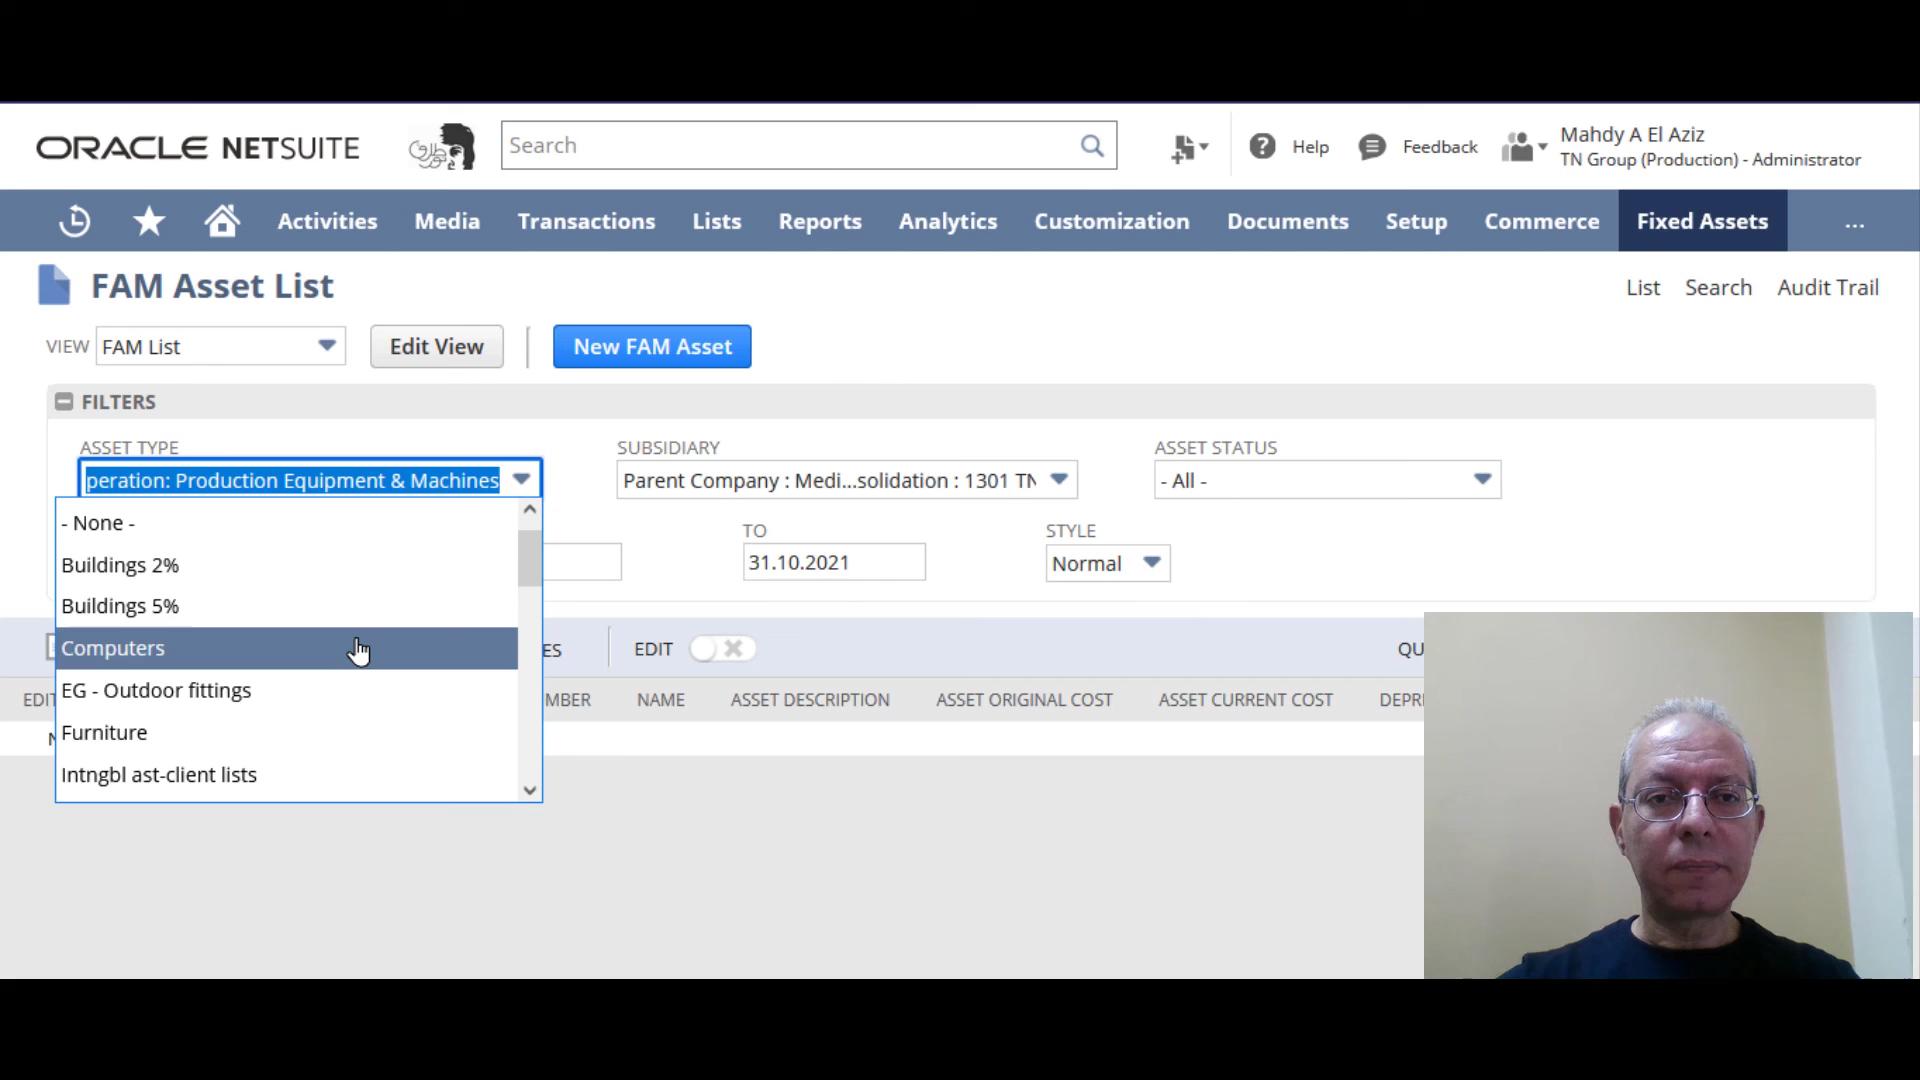 ORACLE NETSUITE
Search
Help
Feedback
Mahdy A El Aziz
TN Group (Production) - Administrator
Activities
Media
Transactions
Lists
Reports
Analytics
Customization
Documents
Setup
Commerce
Fixed Assets
...
FAM Asset List
List
Search
Audit Trail
VIEW
FAM List
Edit View
New FAM Asset
FILTERS
ASSET TYPE
SUBSIDIARY
ASSET STATUS
peration: Production Equipment & Machines
Parent Company : Medi...solidation : 1301 TN
- All -
TO
STYLE
31.10.2021
Normal
- None -
Buildings 2%
Buildings 5%
Computers
EG - Outdoor fittings
Furniture
Intngbl ast-client lists
ES
EDIT
QU
EDIT
MBER
NAME
ASSET DESCRIPTION
ASSET ORIGINAL COST
ASSET CURRENT COST
DEPR